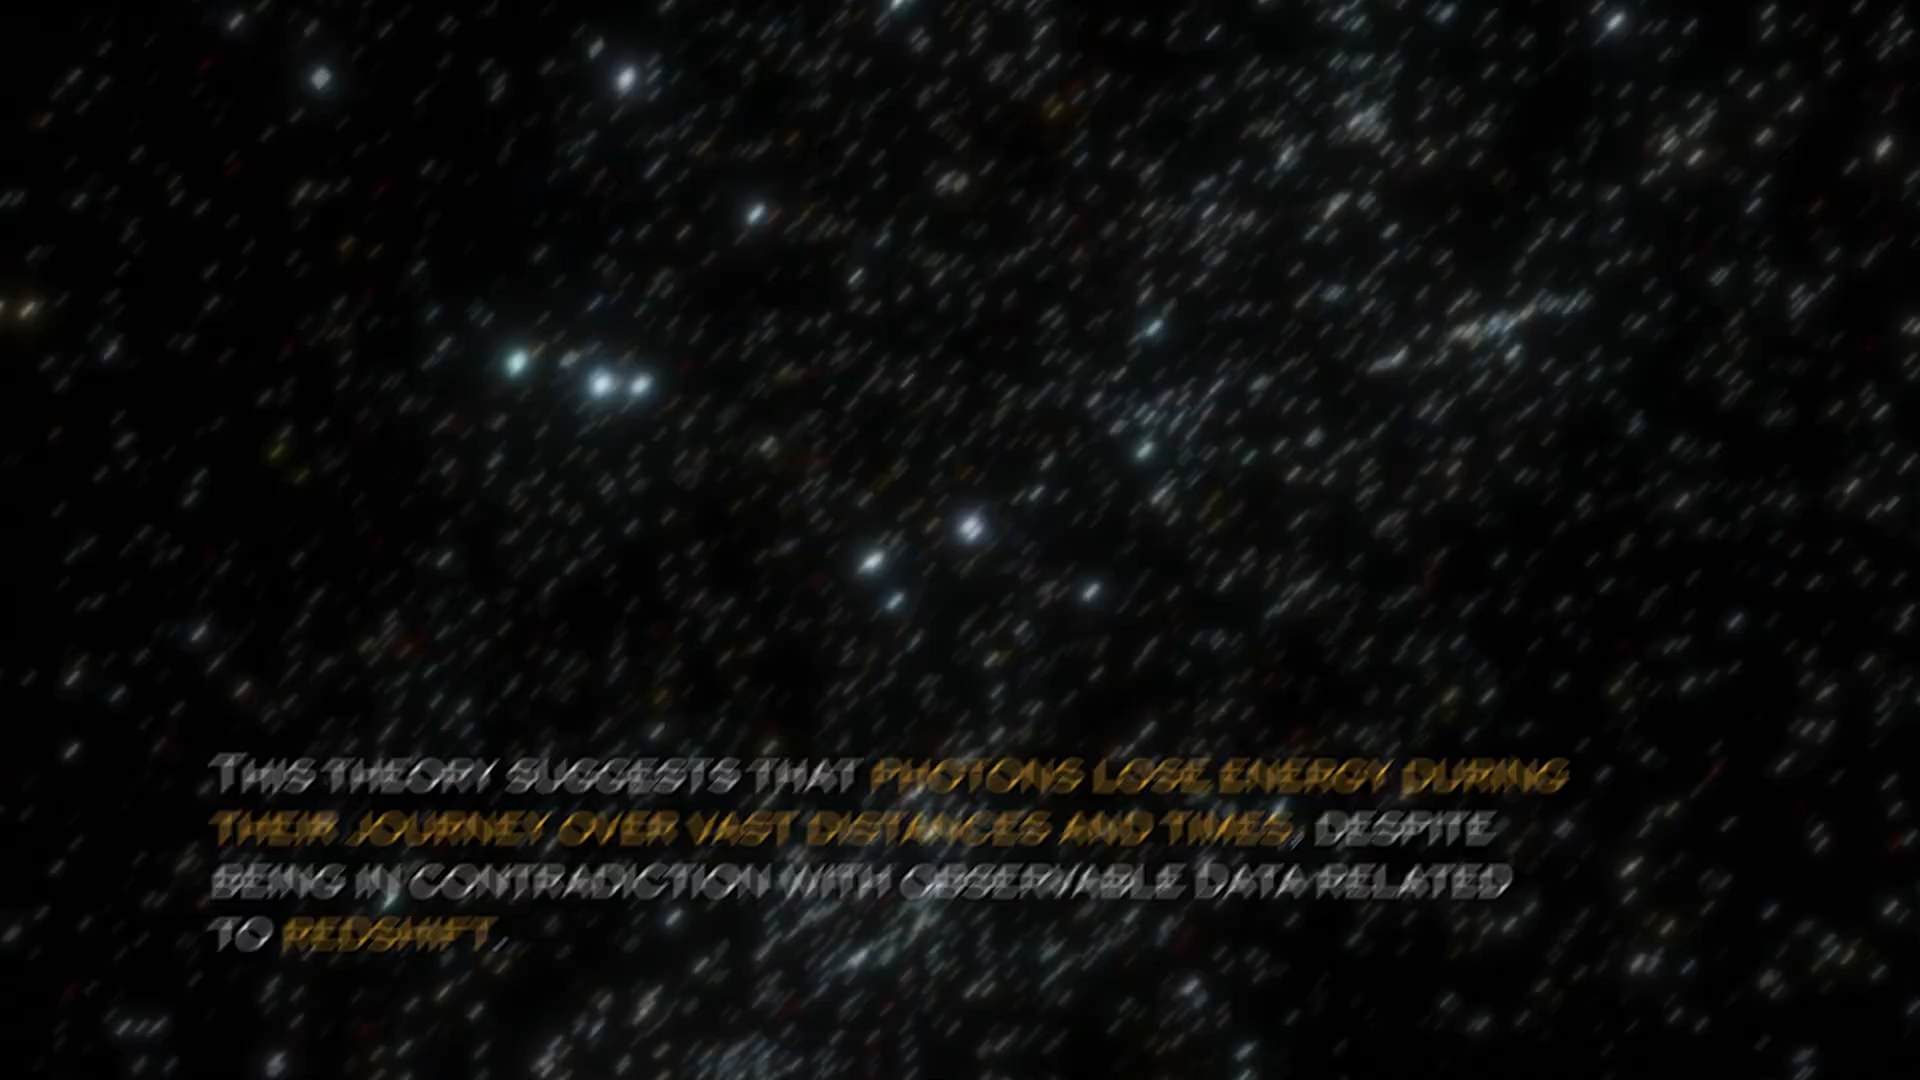 This theory suggests that photons lose energy during
their journey over vast distances and times, despite
being in contradiction with observable data related
to redshift,